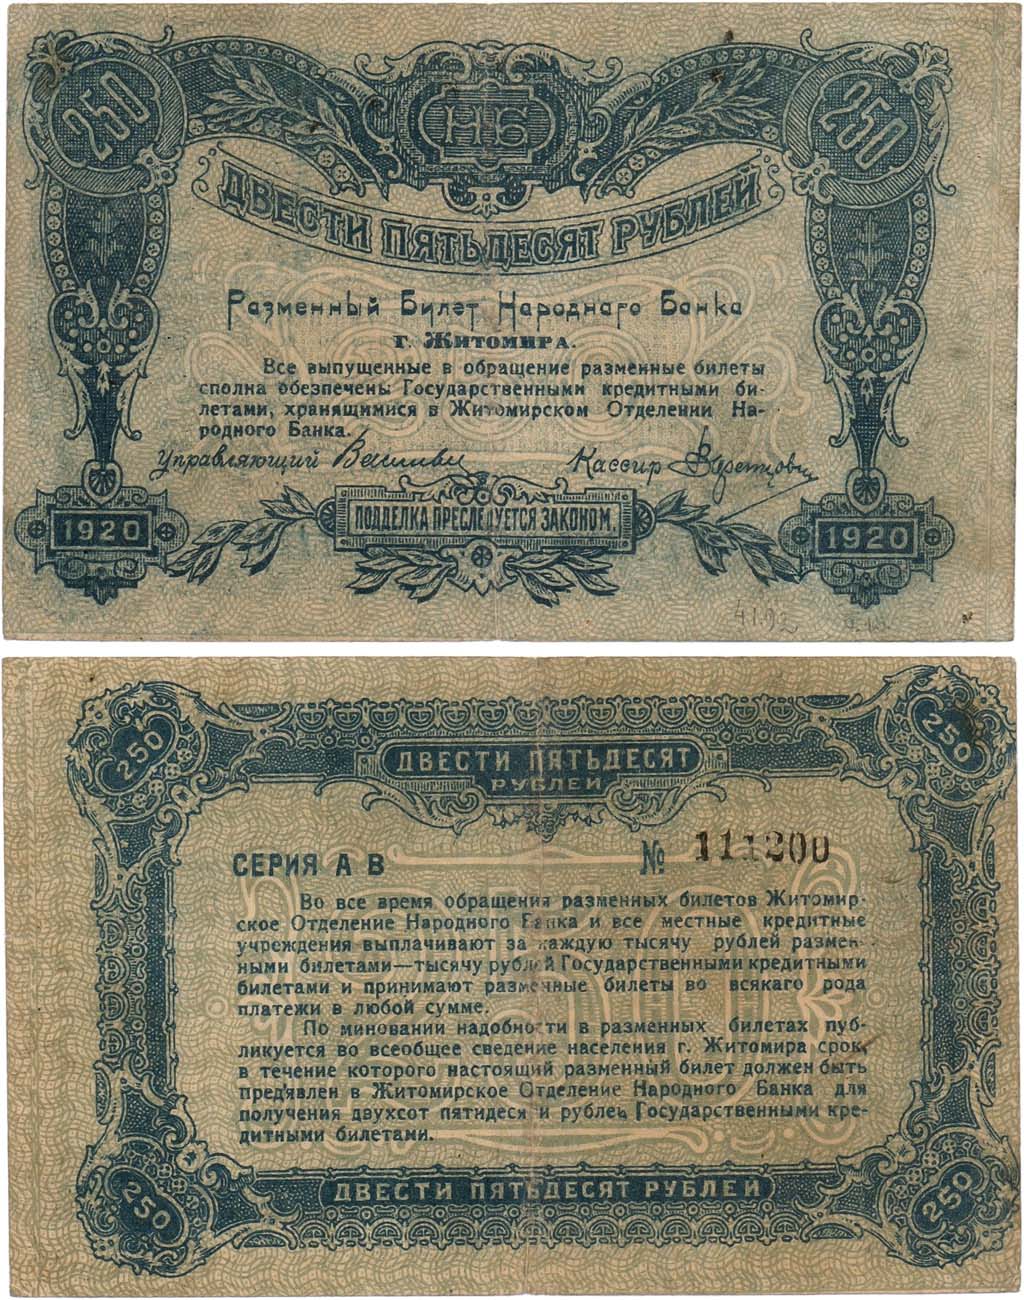 250
НБ
250
ДВЕСТИ ПЯТЬДЕСЯТ РУБЛЕЙ
Разменный Билет Народнаго Банка
г. ЖИТОМИРА.
Все выпущенные в обращение разменные билеты
сполна обезпечены Государственными кредитными би-
летами, хранящимися в Житомирском Отделении На-
родного Банка.
Управляющий
Кассир
1920
ПОДДЕЛКА ПРЕСЛЕДУЕТСЯ ЗАКОНОМ.
1920
250
ДВЕСТИ ПЯТЬДЕСЯТ
РУБЛЕЙ
250
СЕРИЯ А В
№ 111200
Во все время обращения разменных билетов Житомир-
ское Отделение Народного Банка и все местные кредитные
учреждения выплачивают за каждую тысячу рублей размен-
ными билетами—тысячу рублей Государственными кредитными
билетами и принимают разменные билеты во всякаго рода
платежи в любой сумме.
По миновании надобности в разменных билетах пуб-
ликуется во всеобщее сведение населения г. Житомира срок,
в течение которого настоящий разменный билет должен быть
пред'явлен в Житомирское Отделение Народного Банка для
получения двухсот пятидесяти рублей Государственными кре-
дитными билетами.
250
ДВЕСТИ ПЯТЬДЕСЯТ РУБЛЕЙ
250